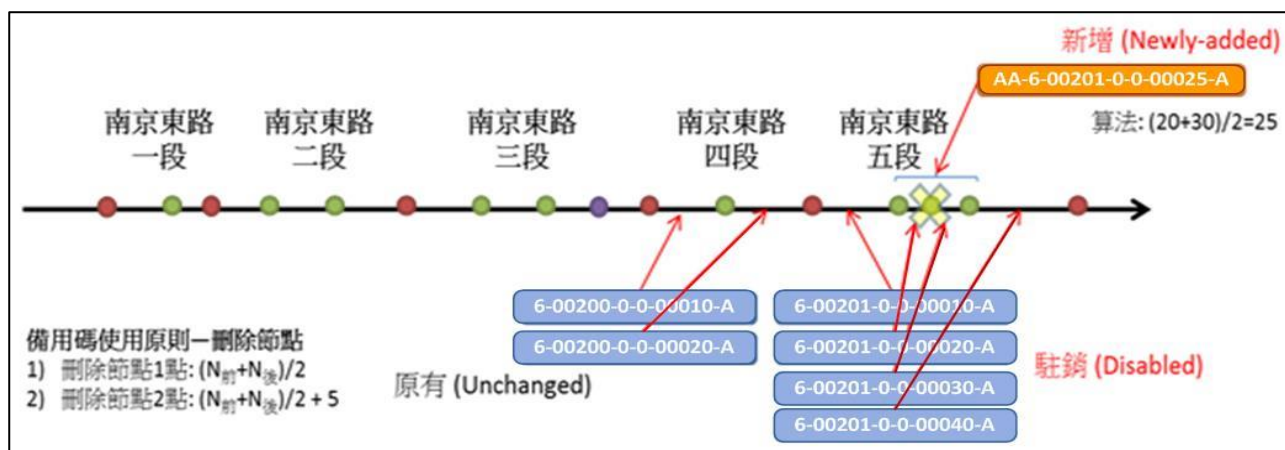 新增 (Newly-added)
AA-6-00201-0-0-00025-A
算法: (20+30)/2=25
南京東路
一段
南京東路
二段
南京東路
三段
南京東路
四段
南京東路
五段
6-00200-0-0-00010-A
6-00200-0-0-00020-A
原有 (Unchanged)
6-00201-0-0-00010-A
6-00201-0-0-00020-A
6-00201-0-0-00030-A
6-00201-0-0-00040-A
駐銷 (Disabled)
備用碼使用原則—刪除節點
1) 刪除節點1點: (N前+N後)/2
2) 刪除節點2點: (N前+N後)/2 + 5